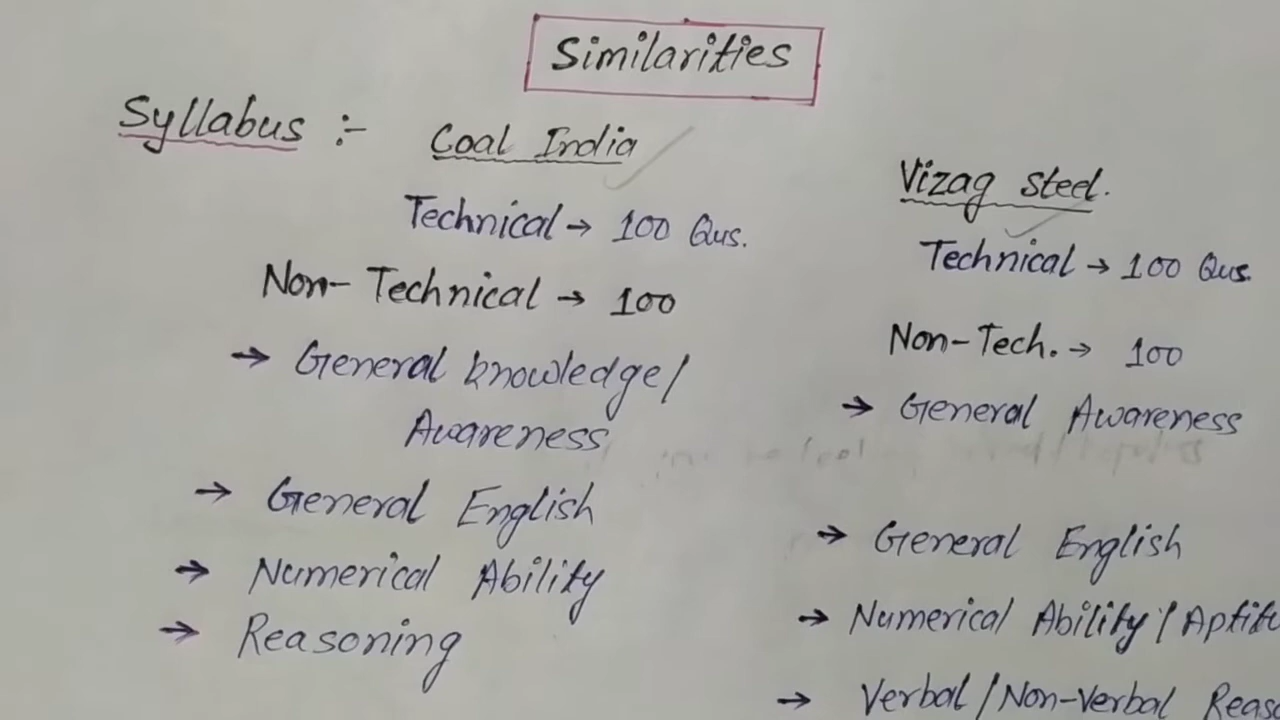 Similarities
Syllabus :-
Coal India
Technical → 100 Qus.
Non- Technical → 100
→ General knowledge/
Awareness
→ General English
→ Numerical Ability
→ Reasoning
Vizag steel.
Technical → 100 Qus.
Non-Tech. → 100
→ General Awareness
→ General English
→ Numerical Ability / Aptit
→ Verbal / Non-Verbal Reas